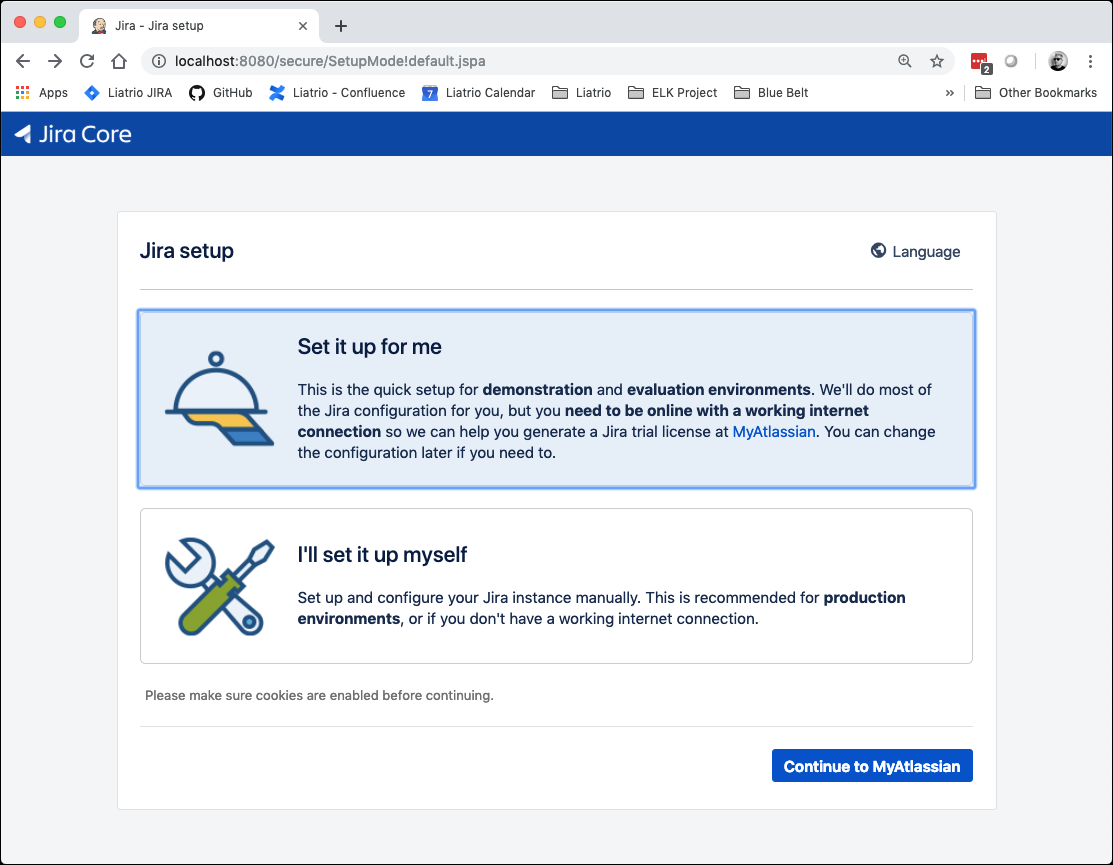 Jira - Jira setup
localhost:8080/secure/SetupMode!default.jspa
2
Apps
Liatrio JIRA
GitHub
Liatrio - Confluence
7
Liatrio Calendar
Liatrio
ELK Project
Blue Belt
»
Other Bookmarks
Jira Core
Jira setup
Language
Set it up for me
This is the quick setup for demonstration and evaluation environments. We'll do most of
the Jira configuration for you, but you need to be online with a working internet
connection so we can help you generate a Jira trial license at MyAtlassian. You can change
the configuration later if you need to.
I'll set it up myself
Set up and configure your Jira instance manually. This is recommended for production
environments, or if you don't have a working internet connection.
Please make sure cookies are enabled before continuing.
Continue to MyAtlassian